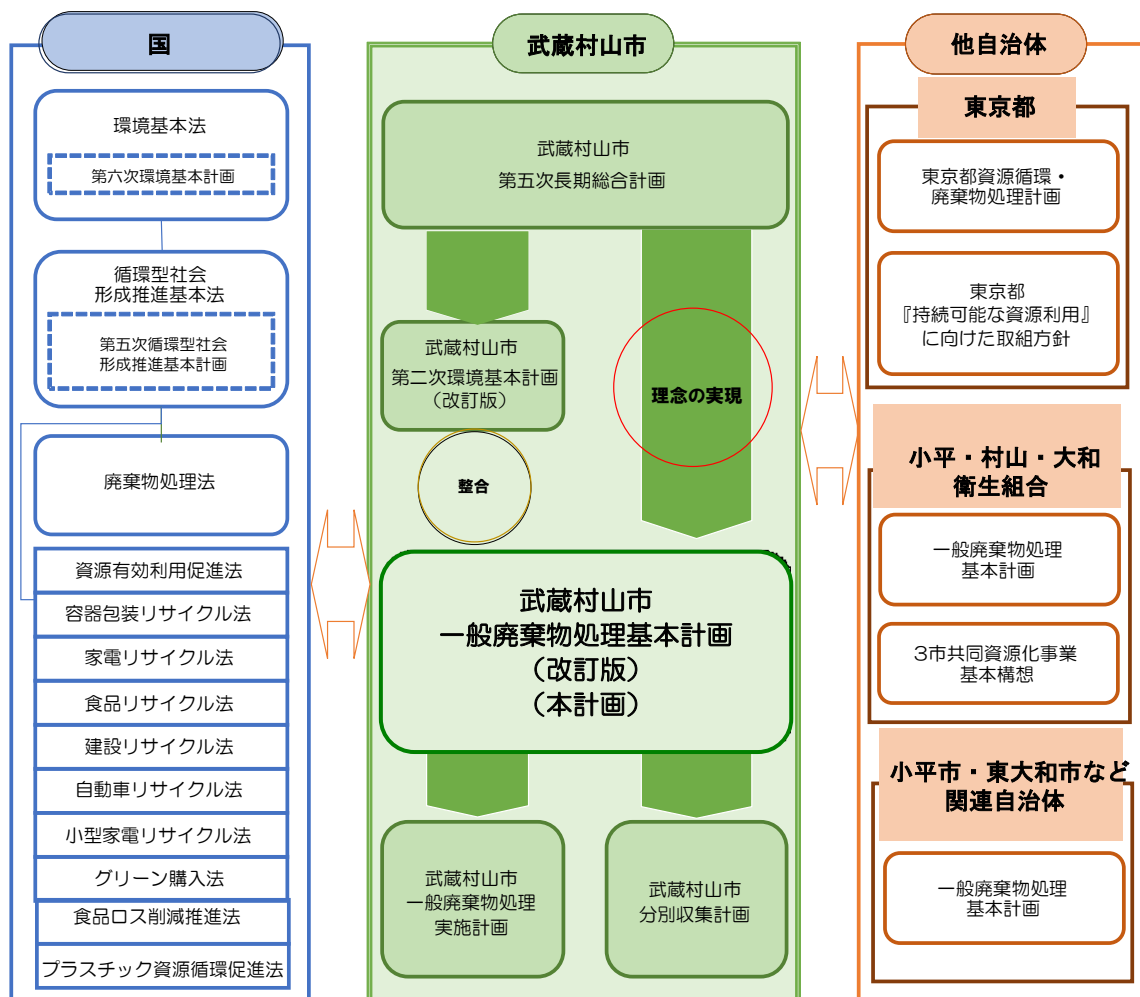 国
環境基本法
第六次環境基本計画
循環型社会
形成推進基本法
第五次循環型社会
形成推進基本計画
廃棄物処理法
資源有効利用促進法
容器包装リサイクル法
家電リサイクル法
食品リサイクル法
建設リサイクル法
自動車リサイクル法
小型家電リサイクル法
グリーン購入法
食品ロス削減推進法
プラスチック資源循環促進法
武蔵村山市
武蔵村山市
第五次長期総合計画
武蔵村山市
第二次環境基本計画
（改訂版）
理念の実現
整合
武蔵村山市
一般廃棄物処理基本計画
（改訂版）
（本計画）
武蔵村山市
一般廃棄物処理
実施計画
武蔵村山市
分別収集計画
他自治体
東京都
東京都資源循環・
廃棄物処理計画
東京都
『持続可能な資源利用』
に向けた取組方針
小平・村山・大和
衛生組合
一般廃棄物処理
基本計画
3市共同資源化事業
基本構想
小平市・東大和市など
関連自治体
一般廃棄物処理
基本計画